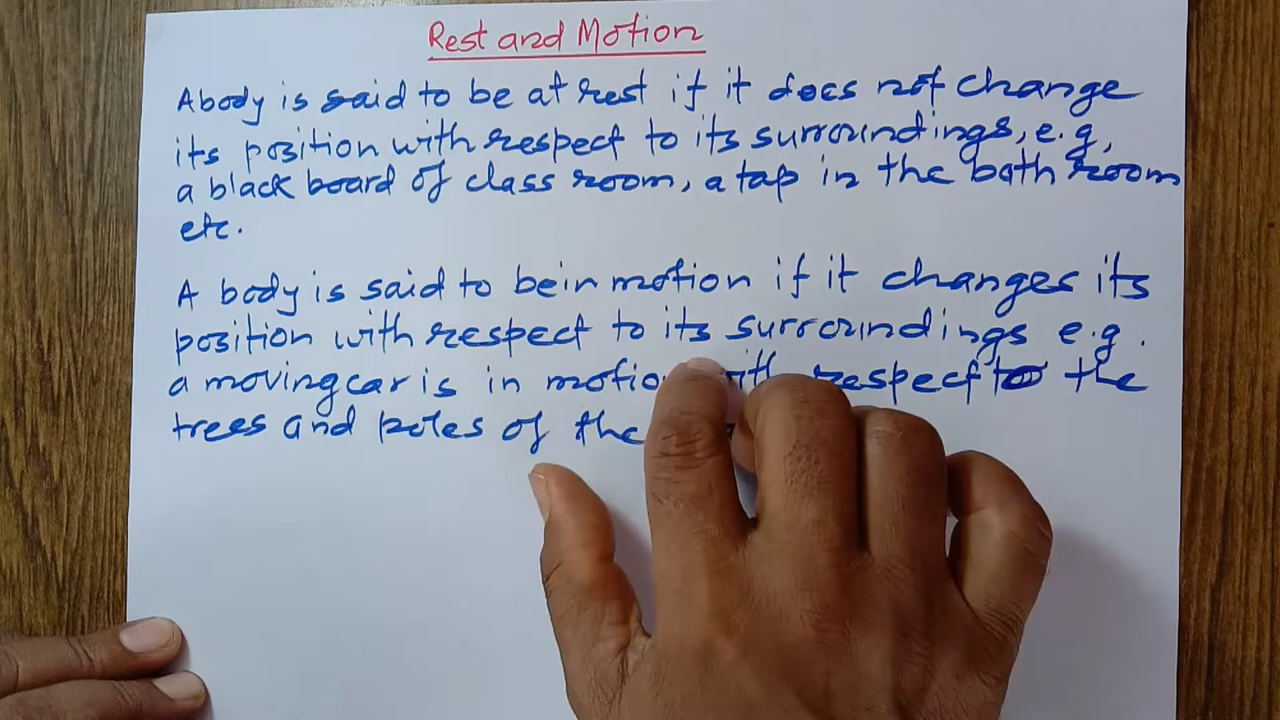 Rest and Motion
A body is said to be at rest if it does not change
its position with respect to its surroundings, e.g,
a black board of class room, a tap in the bath room
etc.
A body is said to be in motion if it changes its
position with respect to its surroundings e.g.
a moving car is in motion with respect to the
trees and poles of the